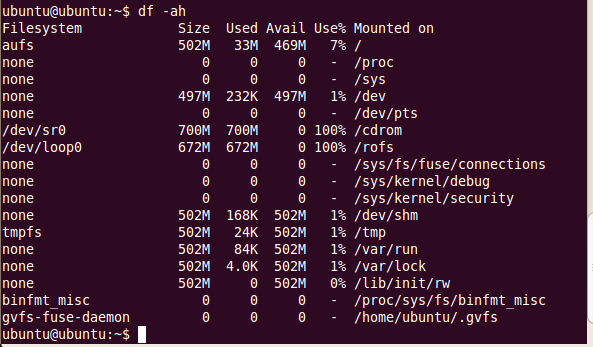 ubuntu@ubuntu:~$ df -ah
Filesystem Size Used Avail Use% Mounted on
aufs 502M 33M 469M 7% /
none 0 0 0 - /proc
none 0 0 0 - /sys
none 497M 232K 497M 1% /dev
none 0 0 0 - /dev/pts
/dev/sr0 700M 700M 0 100% /cdrom
/dev/loop0 672M 672M 0 100% /rofs
none 0 0 0 - /sys/fs/fuse/connections
none 0 0 0 - /sys/kernel/debug
none 0 0 0 - /sys/kernel/security
none 502M 168K 502M 1% /dev/shm
tmpfs 502M 24K 502M 1% /tmp
none 502M 84K 502M 1% /var/run
none 502M 4.0K 502M 1% /var/lock
none 502M 0 502M 0% /lib/init/rw
binfmt_misc 0 0 0 - /proc/sys/fs/binfmt_misc
gvfs-fuse-daemon 0 0 0 - /home/ubuntu/.gvfs
ubuntu@ubuntu:~$